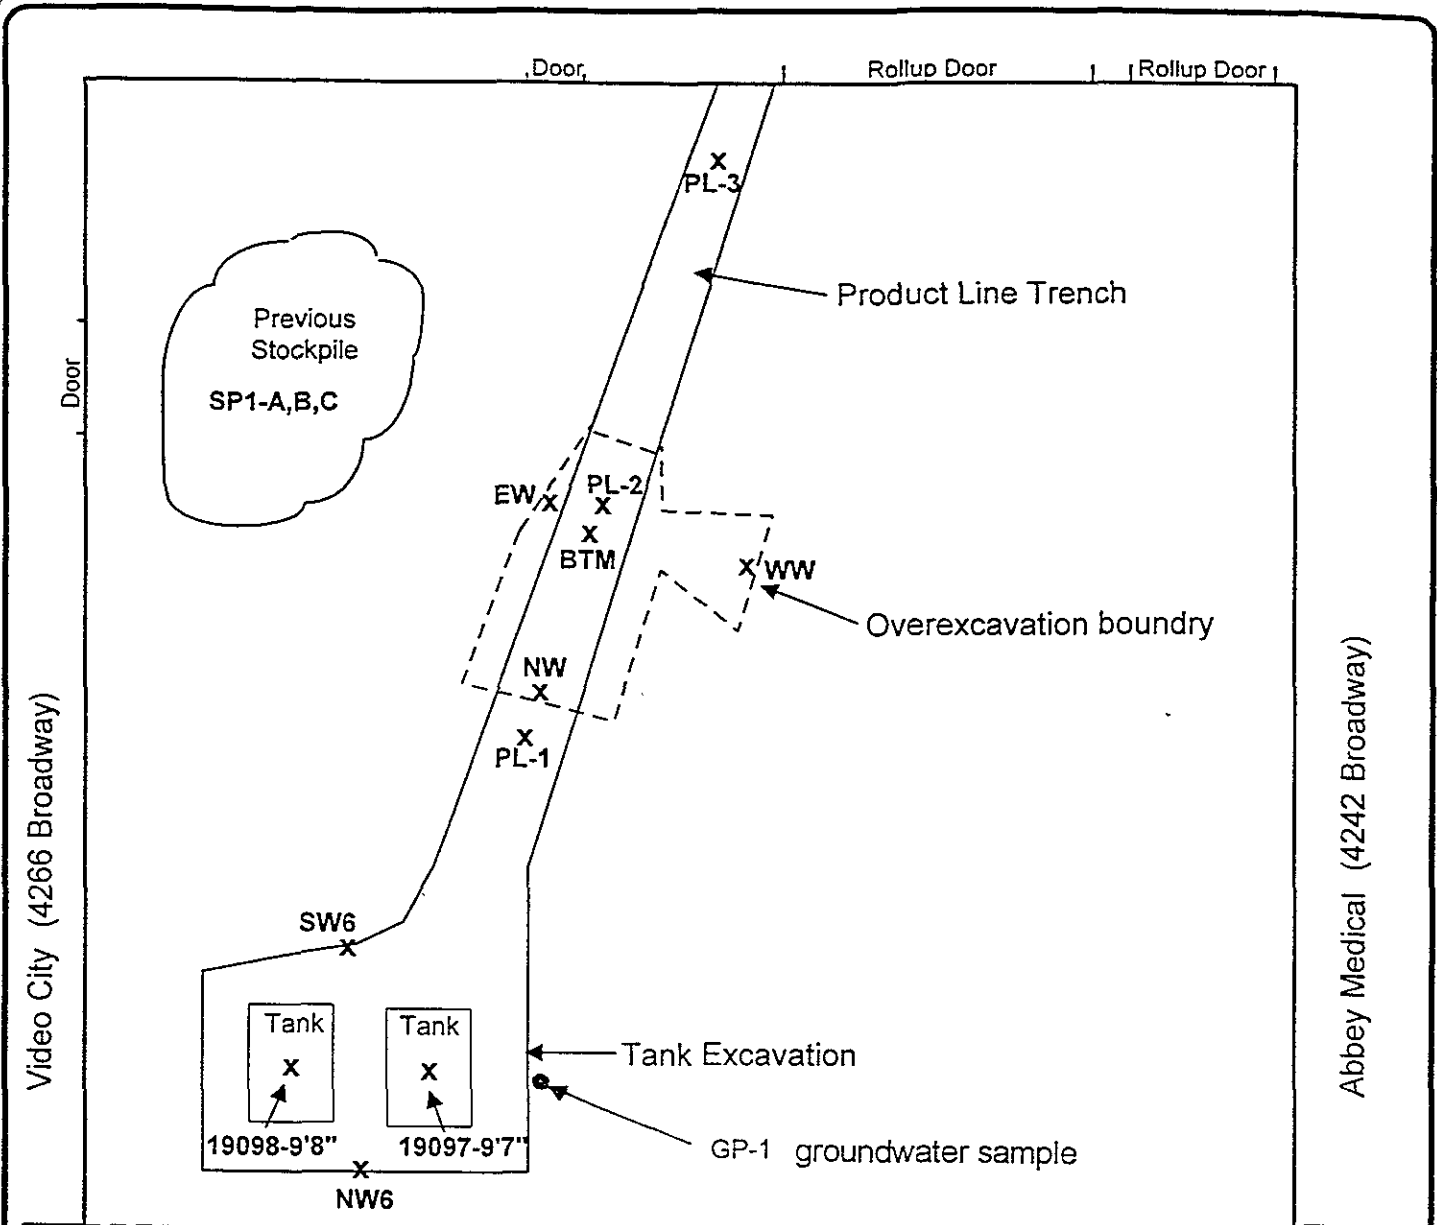 Door
Rollup Door
Rollup Door
X
PL-3
Product Line Trench
Previous
Stockpile
SP1-A,B,C
Door
EW X
PL-2
X
X
BTM
X WW
Overexcavation boundry
NW
X
X
PL-1
Video City (4266 Broadway)
Abbey Medical (4242 Broadway)
SW6
X
Tank
Tank
X
X
Tank Excavation
19098-9'8"
19097-9'7"
GP-1 groundwater sample
X
NW6